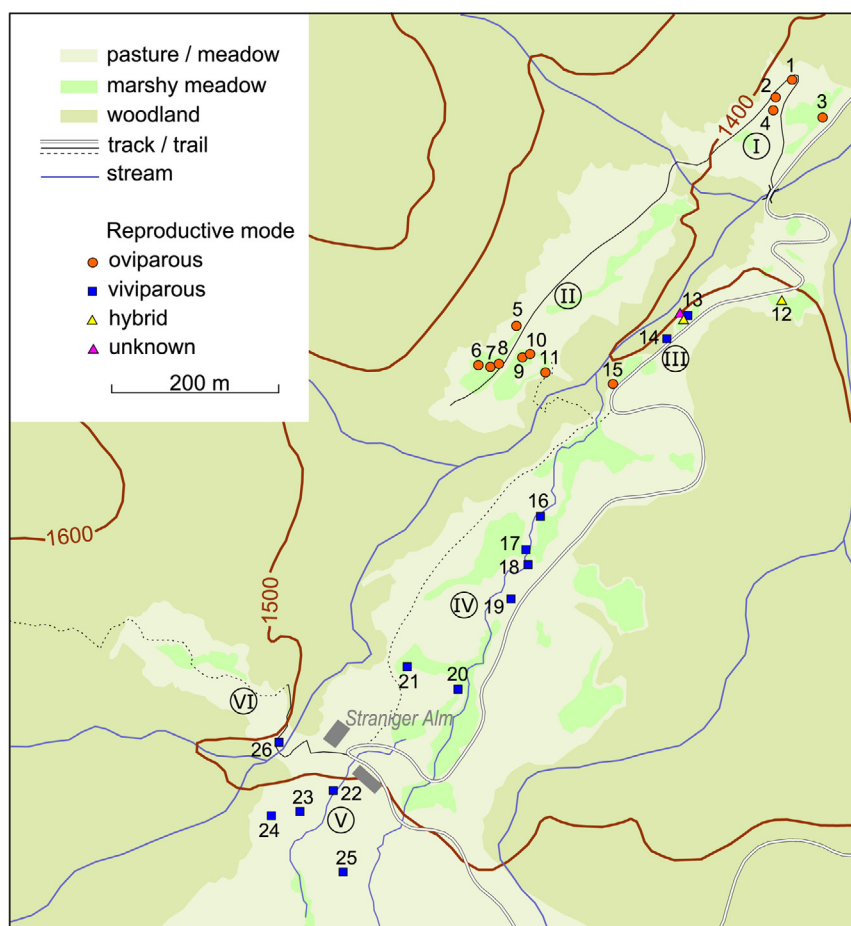 pasture / meadow
marshy meadow
woodland
track / trail
stream
Reproductive mode
oviparous
viviparous
hybrid
unknown
200 m
1
2
3
4
1400
I
5
II
6
7
8
9
10
11
12
13
14
III
15
16
17
18
19
IV
1600
1500
20
21
VI
Straniger Alm
26
22
23
24
V
25